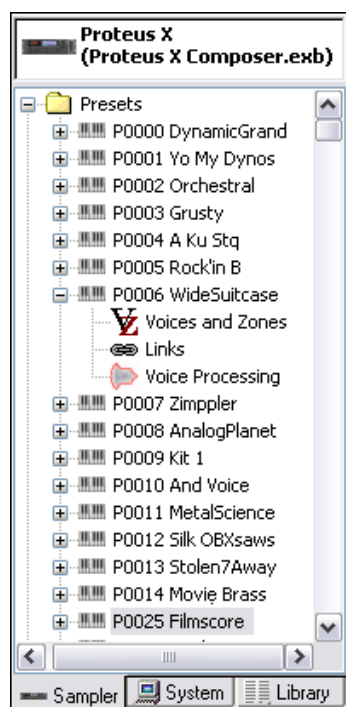 Proteus X
(Proteus X Composer.exb)
Presets
P0000 DynamicGrand
P0001 Yo My Dynos
P0002 Orchestral
P0003 Grusty
P0004 A Ku Stq
P0005 Rock'in B
P0006 WideSuitcase
Voices and Zones
Links
Voice Processing
P0007 Zimppler
P0008 AnalogPlanet
P0009 Kit 1
P0010 And Voice
P0011 MetalScience
P0012 Silk OBXsaws
P0013 Stolen7Away
P0014 Movie Brass
P0025 Filmscore
Sampler System Library